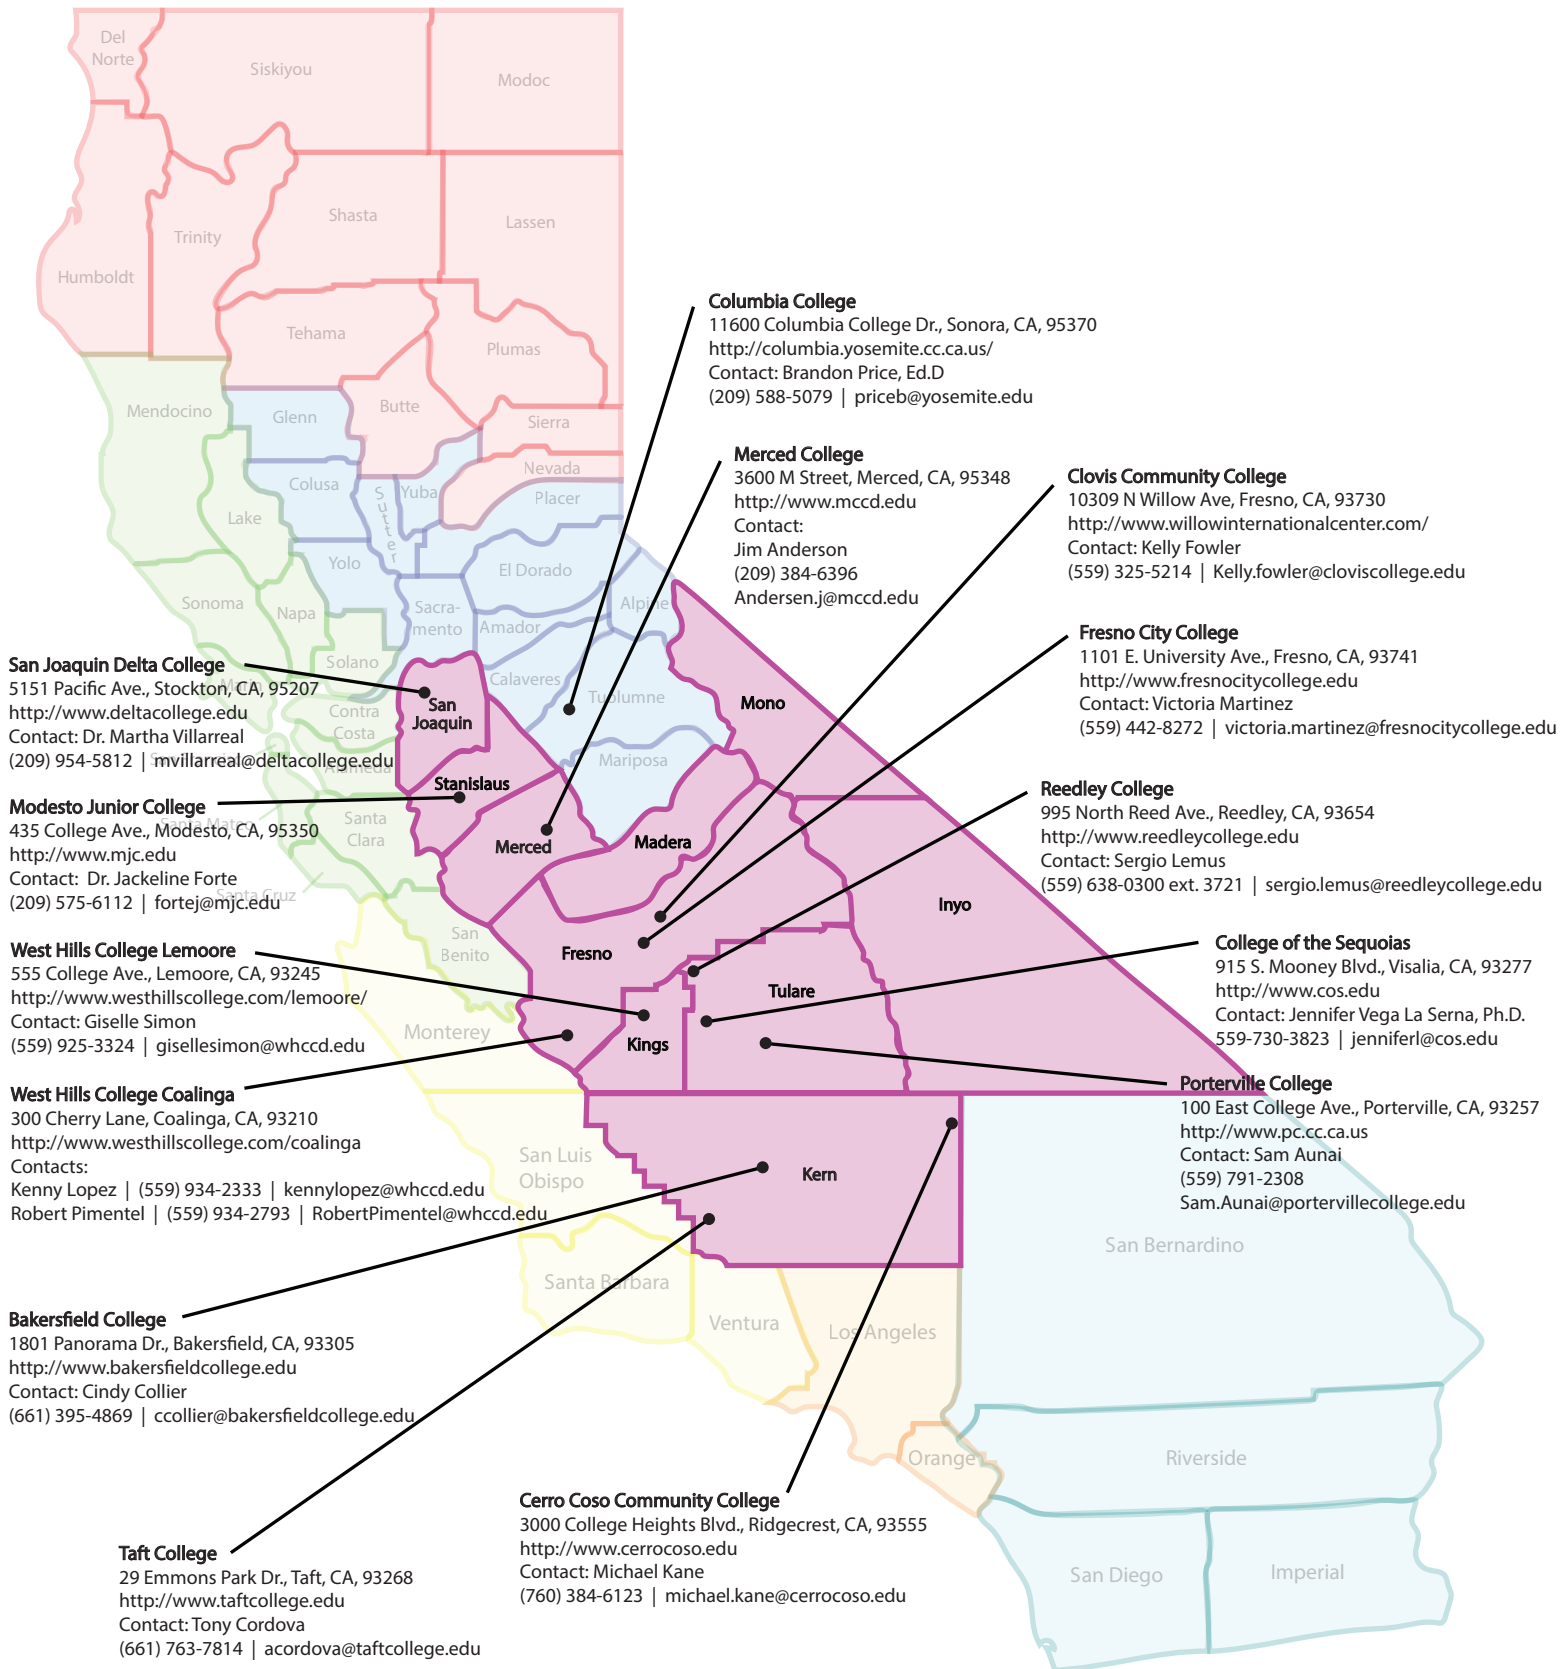 Del
Norte
Siskiyou
Modoc
Shasta
Lassen
Trinity
Humboldt
Tehama
Plumas
Butte
Mendocino
Glenn
Sierra
Nevada
Colusa
Sutter
Yuba
Placer
Lake
Yolo
El Dorado
Sonoma
Napa
Sacra-
mento
Alpine
Amador
Solano
Calaveres
Tuolumne
Marin
Contra
Costa
Alameda
Mariposa
Santa Mateo
Santa
Clara
Santa Cruz
San
Benito
Monterey
San Luis
Obispo
Santa Barbara
Ventura
Los Angeles
San Bernardino
Orange
Riverside
San Diego
Imperial
San
Joaquin
Stanislaus
Merced
Madera
Mono
Inyo
Fresno
Tulare
Kings
Kern
Columbia College
11600 Columbia College Dr., Sonora, CA, 95370
http://columbia.yosemite.cc.ca.us/
Contact: Brandon Price, Ed.D
(209) 588-5079 | priceb@yosemite.edu
Merced College
3600 M Street, Merced, CA, 95348
http://www.mccd.edu
Contact:
Jim Anderson
(209) 384-6396
Andersen.j@mccd.edu
Clovis Community College
10309 N Willow Ave, Fresno, CA, 93730
http://www.willowinternationalcenter.com/
Contact: Kelly Fowler
(559) 325-5214 | Kelly.fowler@cloviscollege.edu
Fresno City College
1101 E. University Ave., Fresno, CA, 93741
http://www.fresnocitycollege.edu
Contact: Victoria Martinez
(559) 442-8272 | victoria.martinez@fresnocitycollege.edu
San Joaquin Delta College
5151 Pacific Ave., Stockton, CA, 95207
http://www.deltacollege.edu
Contact: Dr. Martha Villarreal
(209) 954-5812 | mvillarreal@deltacollege.edu
Modesto Junior College
435 College Ave., Modesto, CA, 95350
http://www.mjc.edu
Contact: Dr. Jackeline Forte
(209) 575-6112 | fortej@mjc.edu
Reedley College
995 North Reed Ave., Reedley, CA, 93654
http://www.reedleycollege.edu
Contact: Sergio Lemus
(559) 638-0300 ext. 3721 | sergio.lemus@reedleycollege.edu
West Hills College Lemoore
555 College Ave., Lemoore, CA, 93245
http://www.westhillscollege.com/lemoore/
Contact: Giselle Simon
(559) 925-3324 | gisellesimon@whccd.edu
College of the Sequoias
915 S. Mooney Blvd., Visalia, CA, 93277
http://www.cos.edu
Contact: Jennifer Vega La Serna, Ph.D.
559-730-3823 | jenniferl@cos.edu
West Hills College Coalinga
300 Cherry Lane, Coalinga, CA, 93210
http://www.westhillscollege.com/coalinga
Contacts:
Kenny Lopez | (559) 934-2333 | kennylopez@whccd.edu
Robert Pimentel | (559) 934-2793 | RobertPimentel@whccd.edu
Porterville College
100 East College Ave., Porterville, CA, 93257
http://www.pc.cc.ca.us
Contact: Sam Aunai
(559) 791-2308
Sam.Aunai@portervillecollege.edu
Bakersfield College
1801 Panorama Dr., Bakersfield, CA, 93305
http://www.bakersfieldcollege.edu
Contact: Cindy Collier
(661) 395-4869 | ccollier@bakersfieldcollege.edu
Cerro Coso Community College
3000 College Heights Blvd., Ridgecrest, CA, 93555
http://www.cerrocoso.edu
Contact: Michael Kane
(760) 384-6123 | michael.kane@cerrocoso.edu
Taft College
29 Emmons Park Dr., Taft, CA, 93268
http://www.taftcollege.edu
Contact: Tony Cordova
(661) 763-7814 | acordova@taftcollege.edu